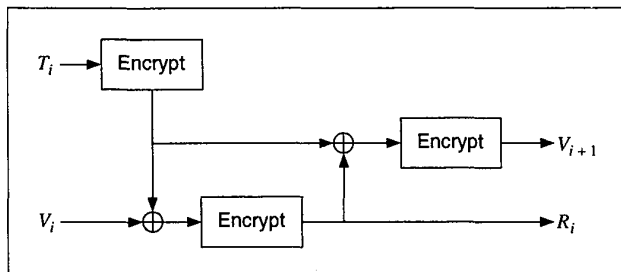 T_i
Encrypt
Encrypt
V_{i+1}
V_i
Encrypt
R_i